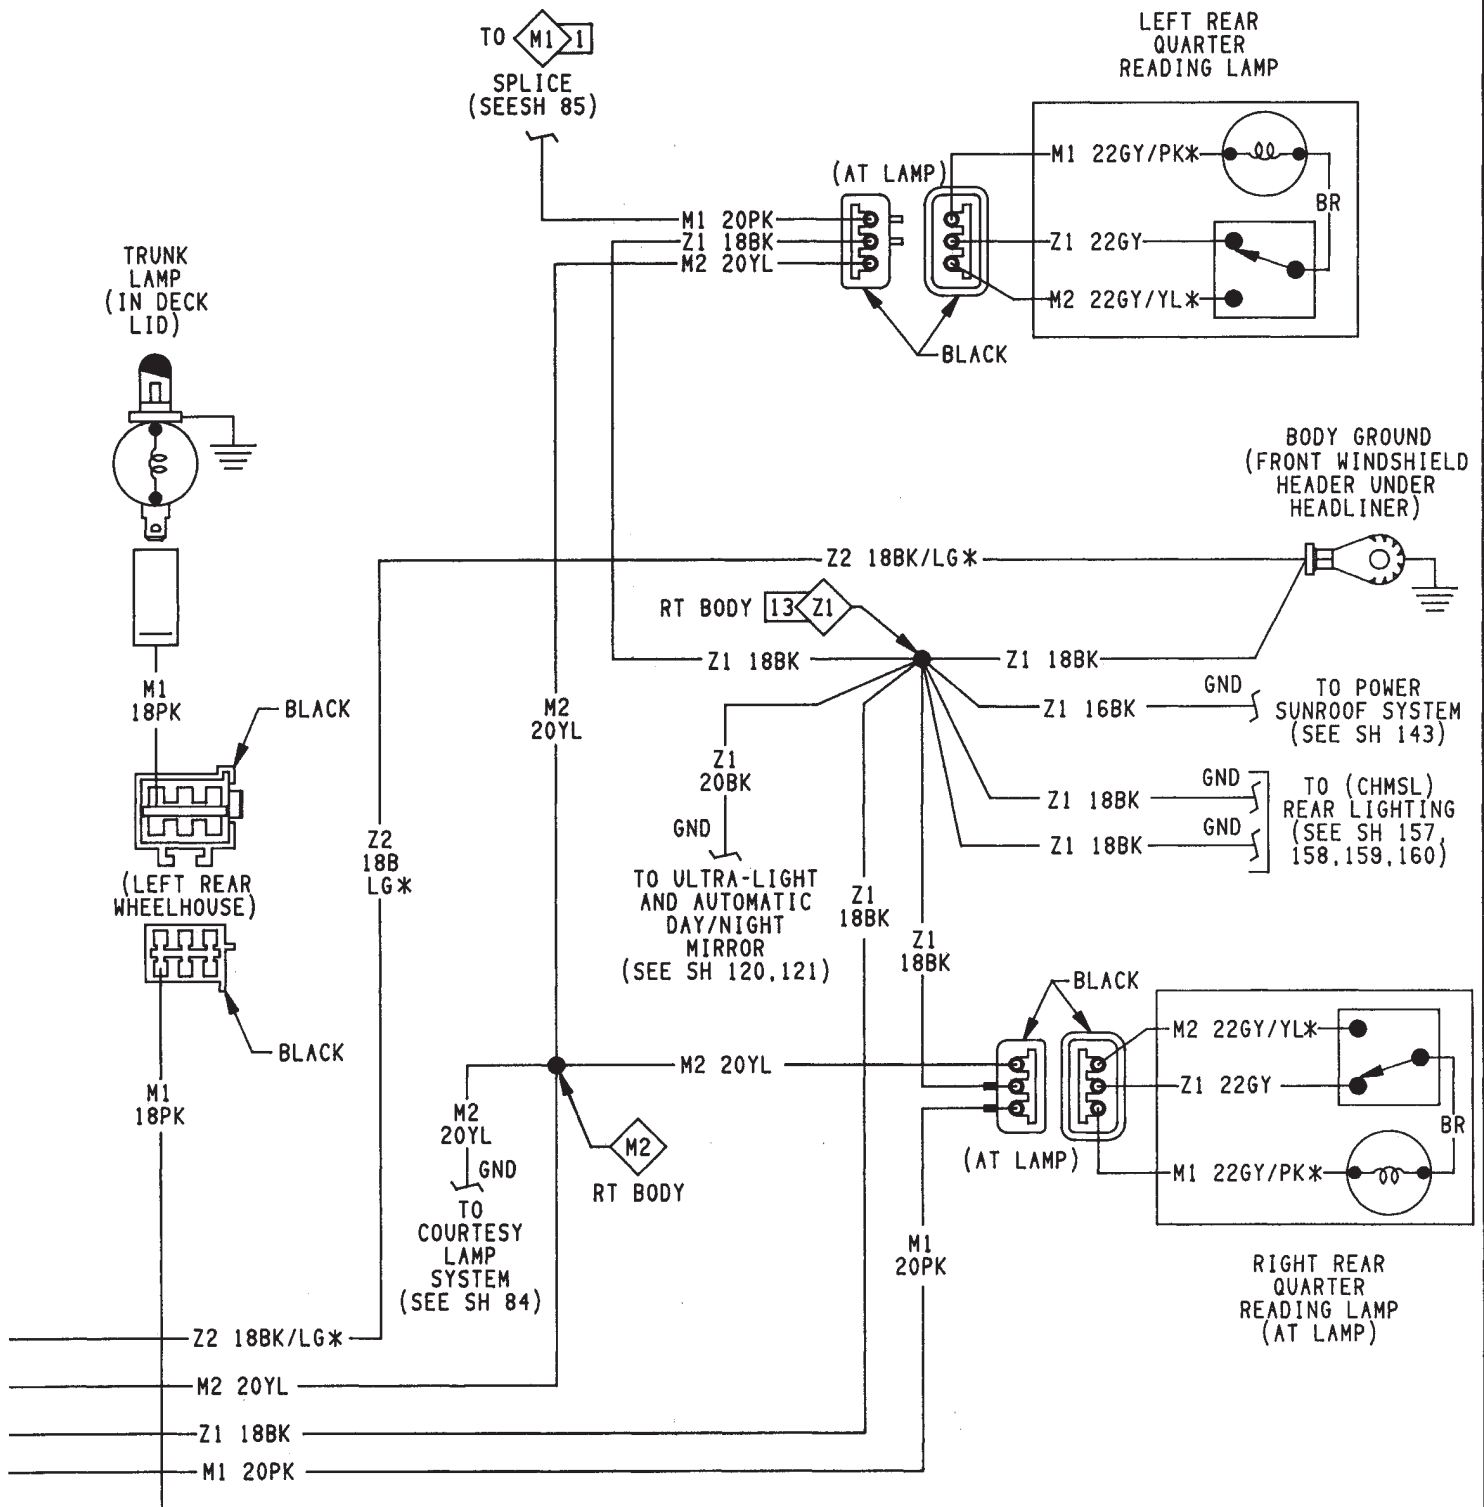 TO M1 1
SPLICE
(SEESH 85)
LEFT REAR
QUARTER
READING LAMP
(AT LAMP)
M1 22GY/PK*
BR
M1 20PK
Z1 18BK
M2 20YL
Z1 22GY
M2 22GY/YL*
BLACK
TRUNK
LAMP
(IN DECK
LID)
BODY GROUND
(FRONT WINDSHIELD
HEADER UNDER
HEADLINER)
Z2 18BK/LG*
RT BODY 13 Z1
Z1 18BK
Z1 18BK
M1
18PK
BLACK
M2
20YL
Z1
20BK
GND
Z1 16BK
GND
TO POWER
SUNROOF SYSTEM
(SEE SH 143)
Z1 18BK
GND
Z1 18BK
GND
TO (CHMSL)
REAR LIGHTING
(SEE SH 157,
158,159,160)
Z2
18B
LG*
(LEFT REAR
WHEELHOUSE)
TO ULTRA-LIGHT
AND AUTOMATIC
DAY/NIGHT
MIRROR
(SEE SH 120,121)
Z1
18BK
Z1
18BK
BLACK
BLACK
M1
18PK
M2 20YL
M2 22GY/YL*
Z1 22GY
BR
M1 22GY/PK*
(AT LAMP)
M2
20YL
GND
M2
RT BODY
TO
COURTESY
LAMP
SYSTEM
(SEE SH 84)
M1
20PK
RIGHT REAR
QUARTER
READING LAMP
(AT LAMP)
Z2 18BK/LG*
M2 20YL
Z1 18BK
M1 20PK